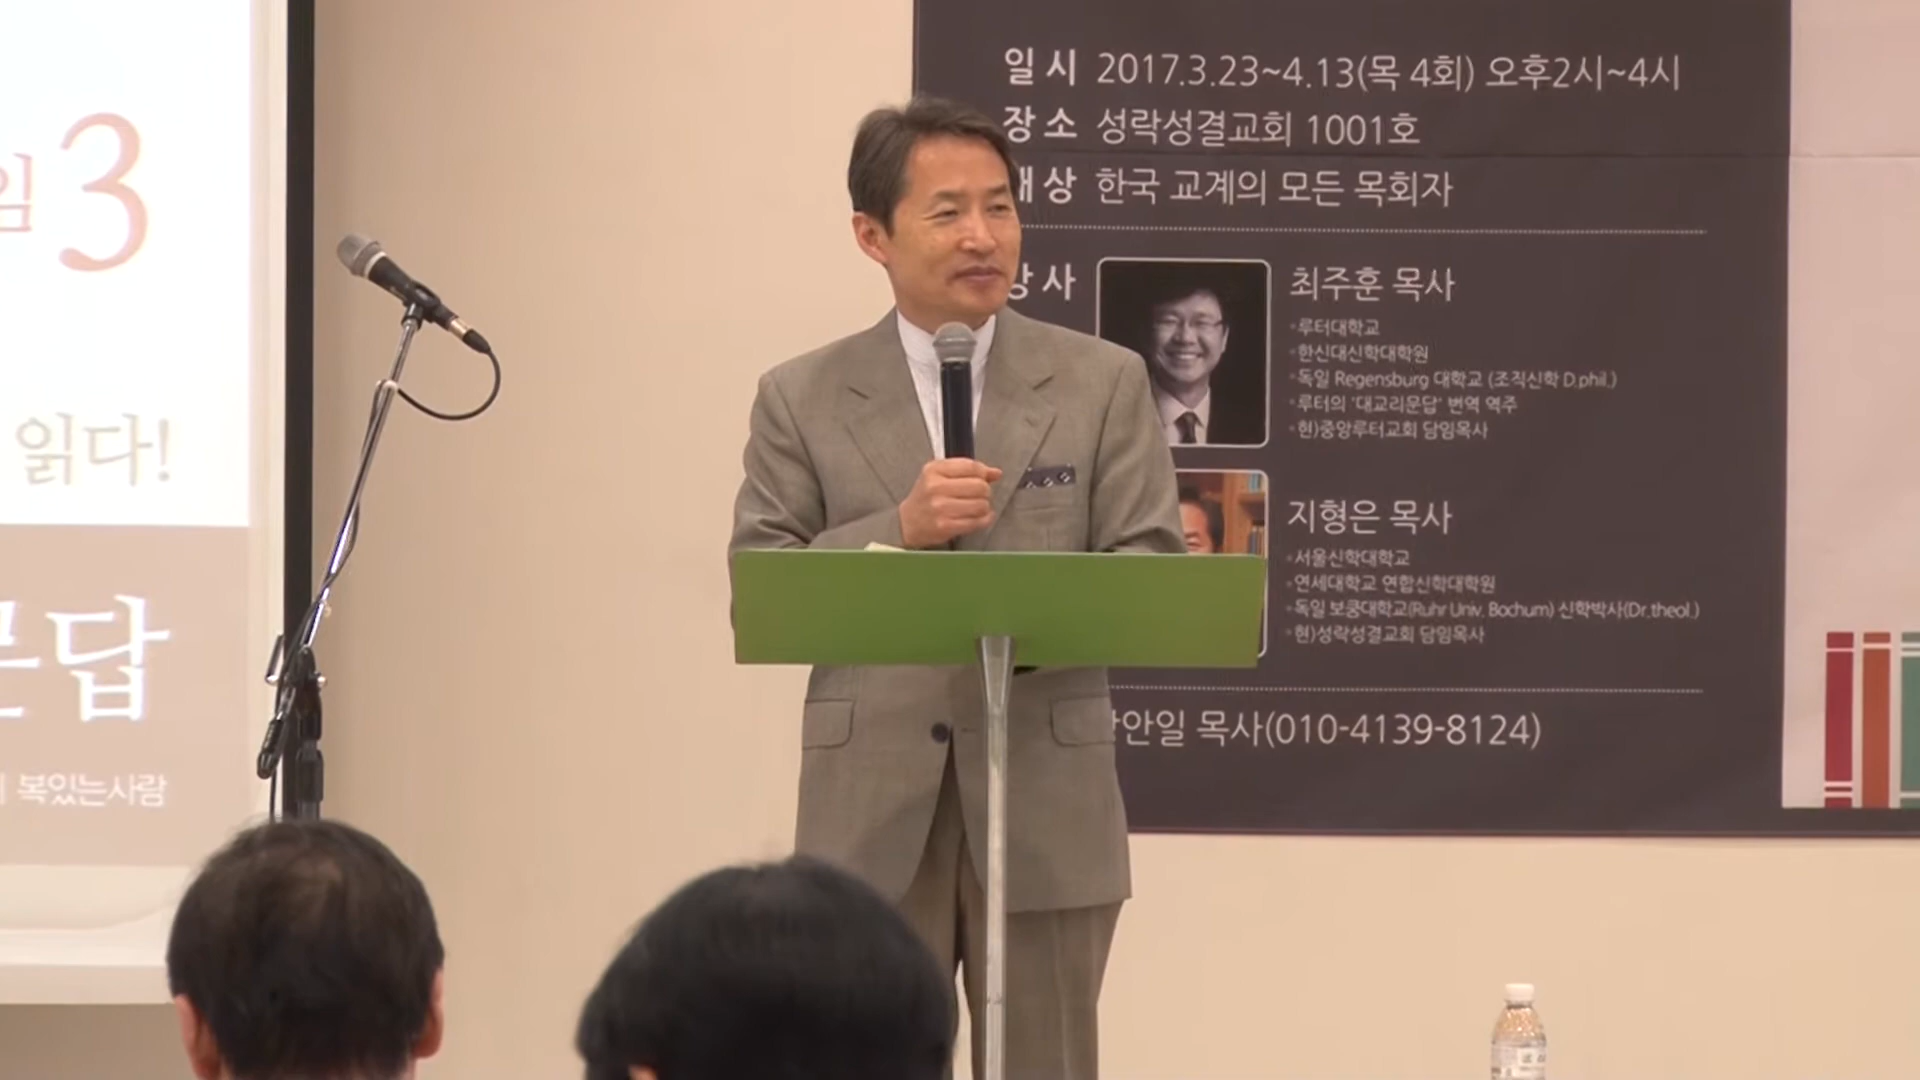 임 3
읽다!
문답
복있는사람
일시 2017.3.23~4.13(목 4회) 오후2시~4시
장소 성락성결교회 1001호
대상 한국 교계의 모든 목회자
강사 최주훈 목사
루터대학교
한신대신학대학원
독일 Regensburg 대학교 (조직신학 D.phil.)
루터의 '대교리문답' 번역 역주
현)중앙루터교회 담임목사
지형은 목사
서울신학대학교
연세대학교 연합신학대학원
독일 보쿰대학교(Ruhr Univ. Bochum) 신학박사(Dr.theol.)
현)성락성결교회 담임목사
안일 목사(010-4139-8124)